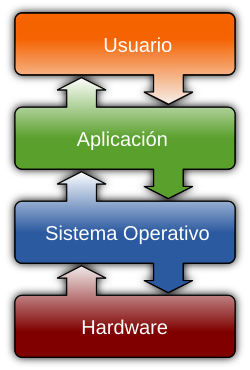 Usuario
Aplicación
Sistema Operativo
Hardware